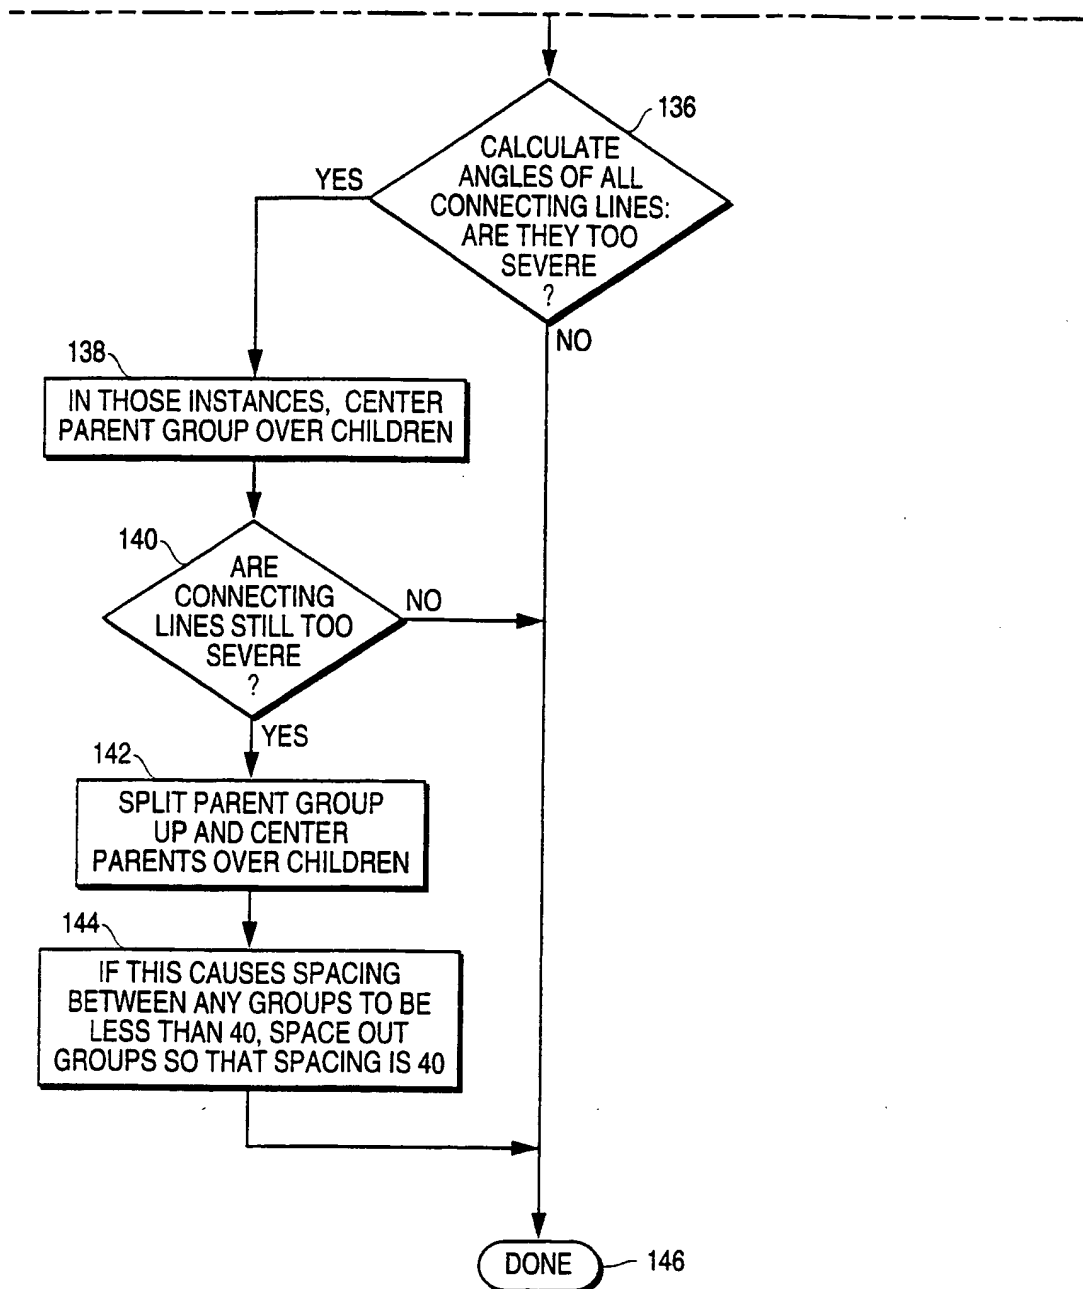 136
CALCULATE
ANGLES OF ALL
CONNECTING LINES:
ARE THEY TOO
SEVERE
?
YES
NO
138
IN THOSE INSTANCES, CENTER
PARENT GROUP OVER CHILDREN
140
ARE
CONNECTING
LINES STILL TOO
SEVERE
?
NO
YES
142
SPLIT PARENT GROUP
UP AND CENTER
PARENTS OVER CHILDREN
144
IF THIS CAUSES SPACING
BETWEEN ANY GROUPS TO BE
LESS THAN 40, SPACE OUT
GROUPS SO THAT SPACING IS 40
DONE
146